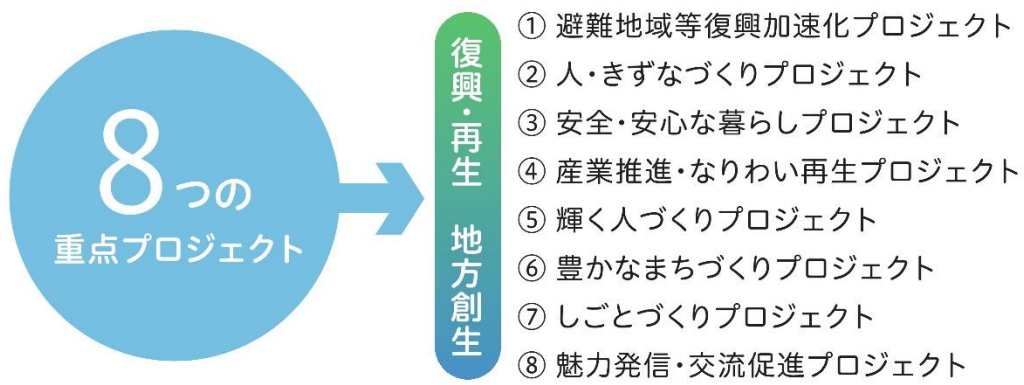 8つの
重点プロジェクト
復興・再生 地方創生
① 避難地域等復興加速化プロジェクト
② 人・きずなづくりプロジェクト
③ 安全・安心な暮らしプロジェクト
④ 産業推進・なりわい再生プロジェクト
⑤ 輝く人づくりプロジェクト
⑥ 豊かなまちづくりプロジェクト
⑦ しごとづくりプロジェクト
⑧ 魅力発信・交流促進プロジェクト